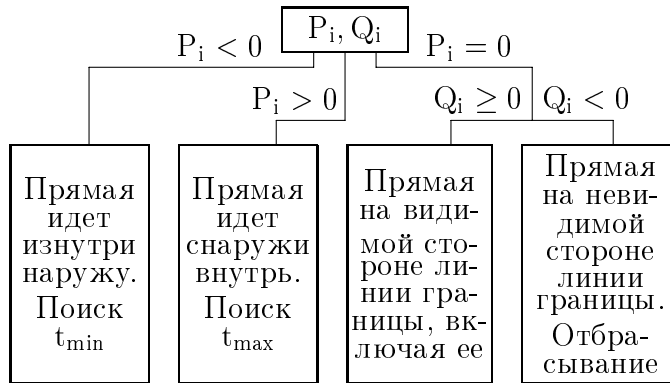 P_i, Q_i
P_i < 0
P_i = 0
P_i > 0
Q_i ≥ 0
Q_i < 0
Прямая
идет
изнутри
наружу.
Поиск
t_min
Прямая
идет
снаружи
внутрь.
Поиск
t_max
Прямая
на види-
мой сто-
роне ли-
нии гра-
ницы, вк-
лючая ее
Прямая
на неви-
димой
стороне
линии
границы.
Отбра-
сывание